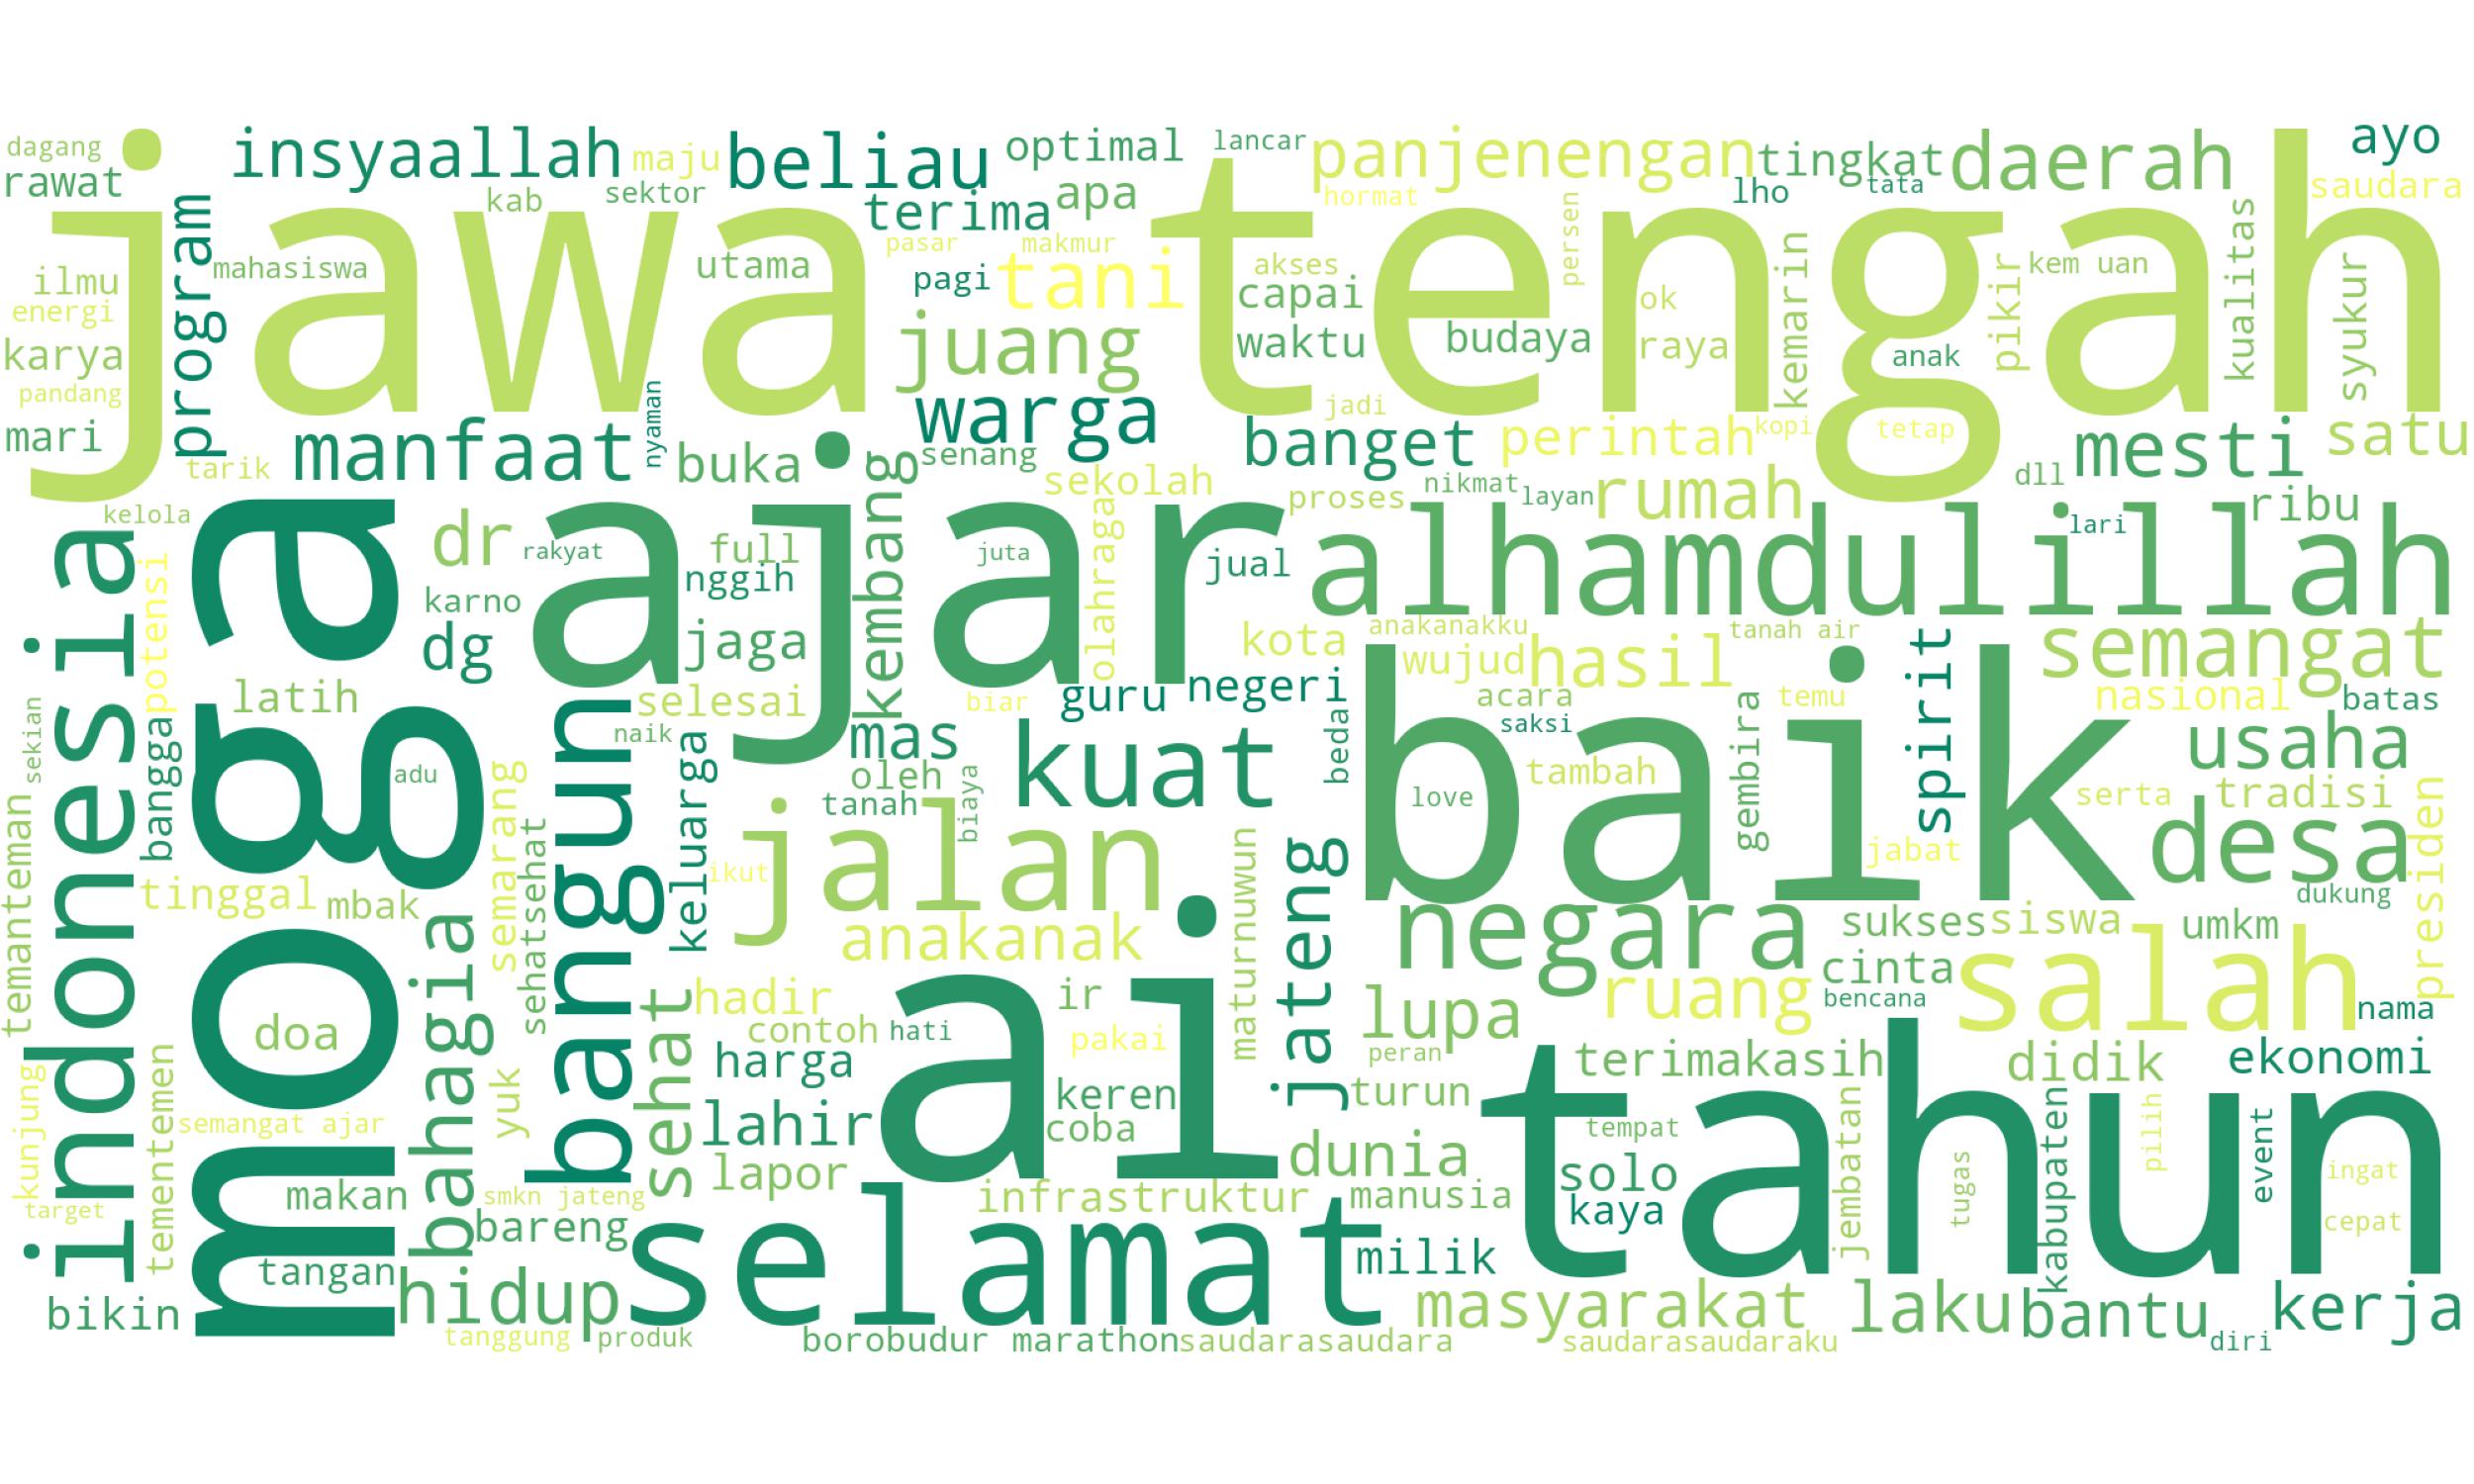 dagang
rawat
insyaallah
maju
beliau
optimal
lancar
panjenengan
tingkat
daerah
ayo
kab
sektor
terima
apa
hormat
lho
tata
saudara
jawa tengah
program
mahasiswa
utama
pasar
makmur
pagi
tani
akses
capai
persen
ok
kemarin
pikir
kem uan
kualitas
syukur
ilmu
energi
karya
pandang
mari
juang
waktu
budaya
raya
anak
tarik
manfaat
nyaman
buka
warga
senang
jadi
banget
perintah
kopi
tetap
mesti
satu
kelola
indonesia
moga
dr
rakyat
ajar
full
nggih
kembang
juta
sekolah
olahraga
proses
nikmat
layan
rumah
dll
ribu
jual
alhamdulillah
lari
potensi
karno
dg
jaga
kota
anakanakku
wujud
hasil
tanah air
spirit
semangat
sekian
bangga
latih
selesai
biar
guru
negeri
acara
saksi
temu
nasional
batas
naik
keluarga
mas
kuat
beda
baik
tambah
gembira
usaha
adu
semarang
bangun
oleh
tanah
biaya
love
serta
tradisi
presiden
temanteman
tinggal
mbak
sehatsehat
ikut
jalan
maturnuwun
jateng
jabat
desa
dukung
bahagia
anakanak
negara
sukses
siswa
umkm
doa
sehat
hadir
contoh
hati
ai
ir
pakai
lupa
ruang
cinta
bencana
salah
nama
kunjung
tementemen
semangat ajar
yuk
harga
keren
peran
turun
terimakasih
didik
ekonomi
lahir
coba
tahun
tempat
jembatan
kabupaten
pilih
event
target
makan
smkn jateng
lapor
infrastruktur
dunia
manusia
solo
kaya
tugas
ingat
cepat
bareng
selamat
milik
bikin
tangan
hidup
masyarakat
laku
bantu
kerja
tanggung
produk
borobudur marathon
saudarasaudara
saudarasaudaraku
diri